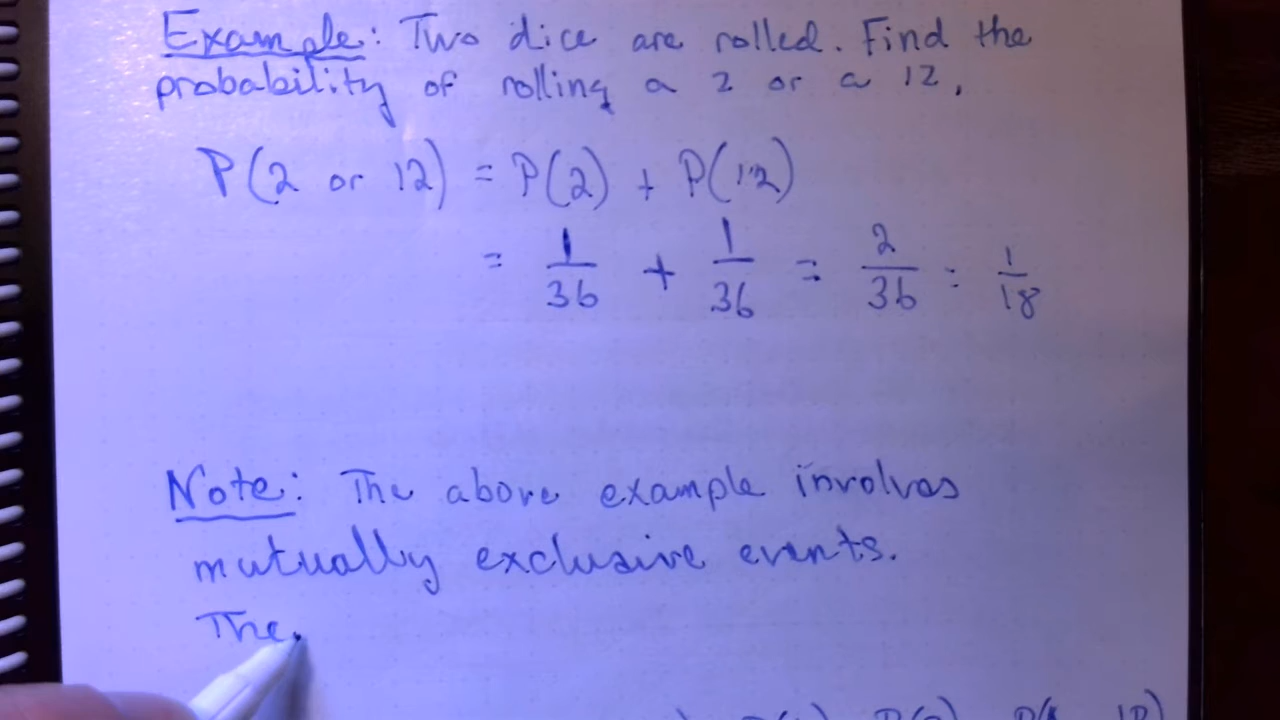 Example: Two dice are rolled. Find the
probability of rolling a 2 or a 12.
P(2 or 12) = P(2) + P(12)
= 1/36 + 1/36 = 2/36 = 1/18
Note: The above example involves
mutually exclusive events.
The